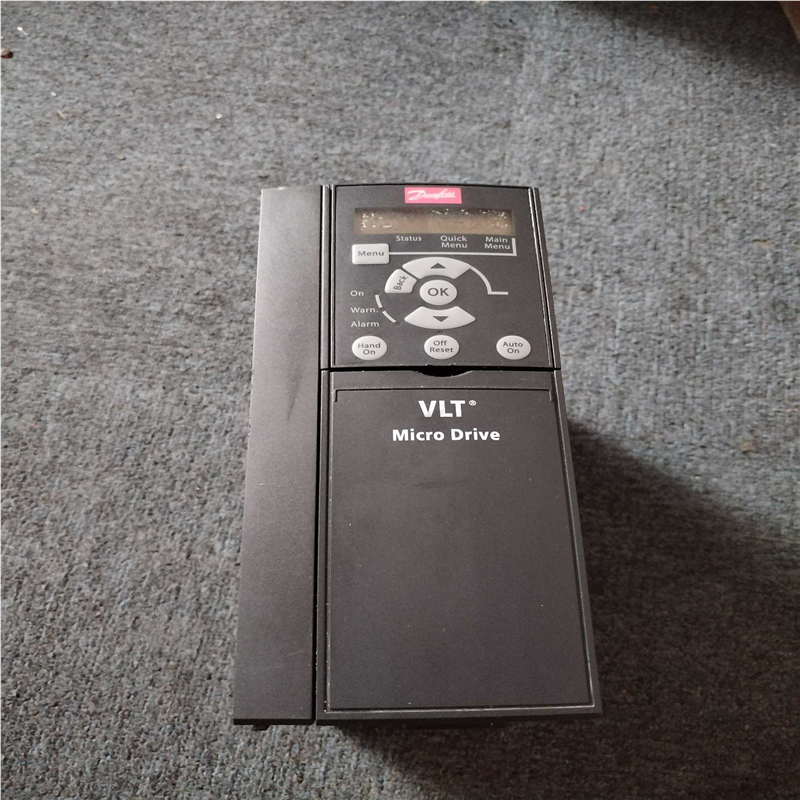 Danfoss
Status Quick Menu Main Menu
Menu
Back
OK
On
Warn.
Alarm
Hand On
Off Reset
Auto On
VLT®
Micro Drive